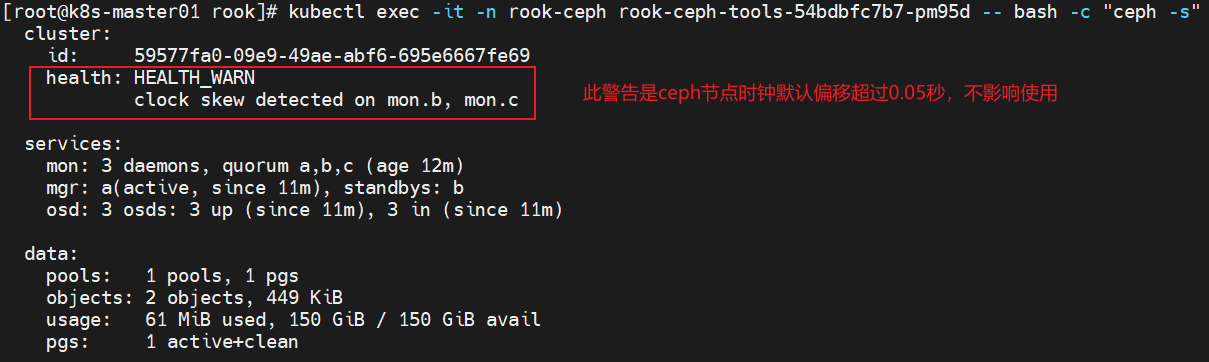 [root@k8s-master01 rook]# kubectl exec -it -n rook-ceph rook-ceph-tools-54bdbfc7b7-pm95d -- bash -c "ceph -s"
  cluster:
    id:     59577fa0-09e9-49ae-abf6-695e6667fe69
    health: HEALTH_WARN
            clock skew detected on mon.b, mon.c
此警告是ceph节点时钟默认偏移超过0.05秒，不影响使用
  services:
    mon: 3 daemons, quorum a,b,c (age 12m)
    mgr: a(active, since 11m), standbys: b
    osd: 3 osds: 3 up (since 11m), 3 in (since 11m)
  data:
    pools:   1 pools, 1 pgs
    objects: 2 objects, 449 KiB
    usage:   61 MiB used, 150 GiB / 150 GiB avail
    pgs:     1 active+clean